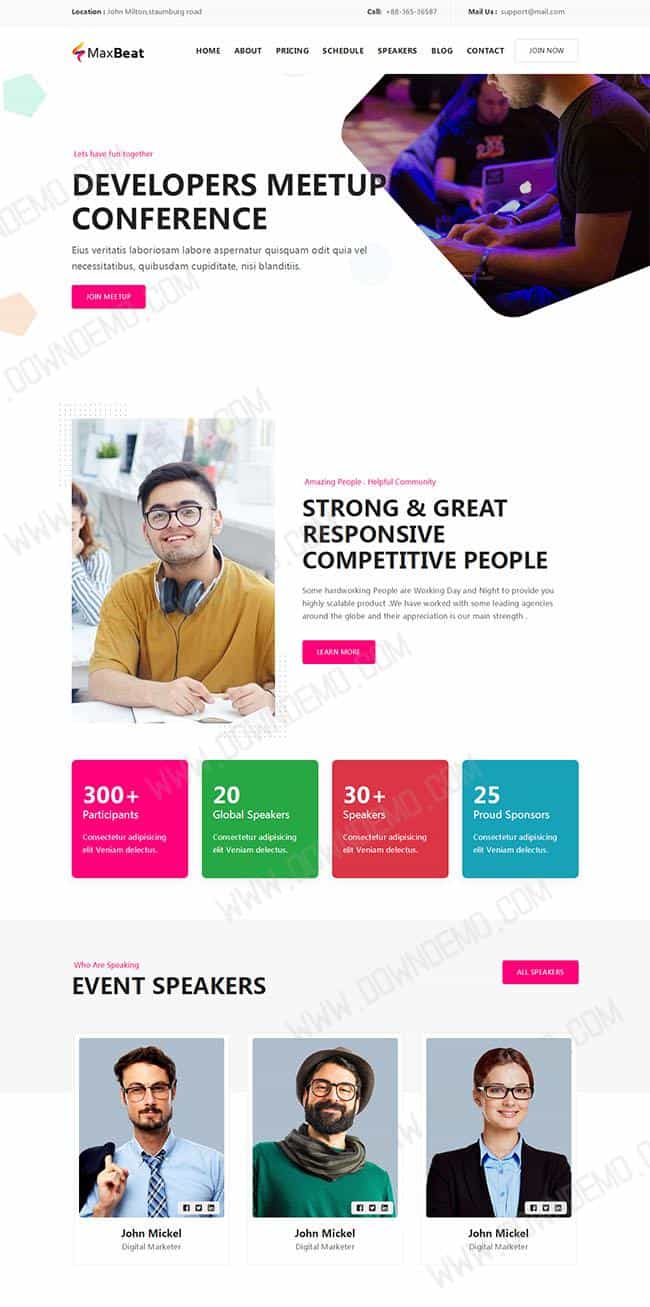 Location : John Milton,staumburg road
Call: +88-365-36587
Mail Us : support@mail.com
MaxBeat
HOME ABOUT PRICING SCHEDULE SPEAKERS BLOG CONTACT JOIN NOW
Lets have fun together
DEVELOPERS MEETUP
CONFERENCE
Eius veritatis laboriosam labore aspernatur quisquam odit quia vel
necessitatibus, quibusdam cupiditate, nisi blanditiis.
JOIN MEETUP
Amazing People . Helpful Community
STRONG & GREAT
RESPONSIVE
COMPETITIVE PEOPLE
Some hardworking People are Working Day and Night to provide you
highly scalable product .We have worked with some leading agencies
around the globe and their appreciation is our main strength .
LEARN MORE
300+
Participants
Consectetur adipisicing
elit Veniam delectus.
20
Global Speakers
Consectetur adipisicing
elit Veniam delectus.
30+
Speakers
Consectetur adipisicing
elit Veniam delectus.
25
Proud Sponsors
Consectetur adipisicing
elit Veniam delectus.
Who Are Speaking
EVENT SPEAKERS
ALL SPEAKERS
John Mickel
Digital Marketer
John Mickel
Digital Marketer
John Mickel
Digital Marketer
WWW.DOWNDEMO.COM